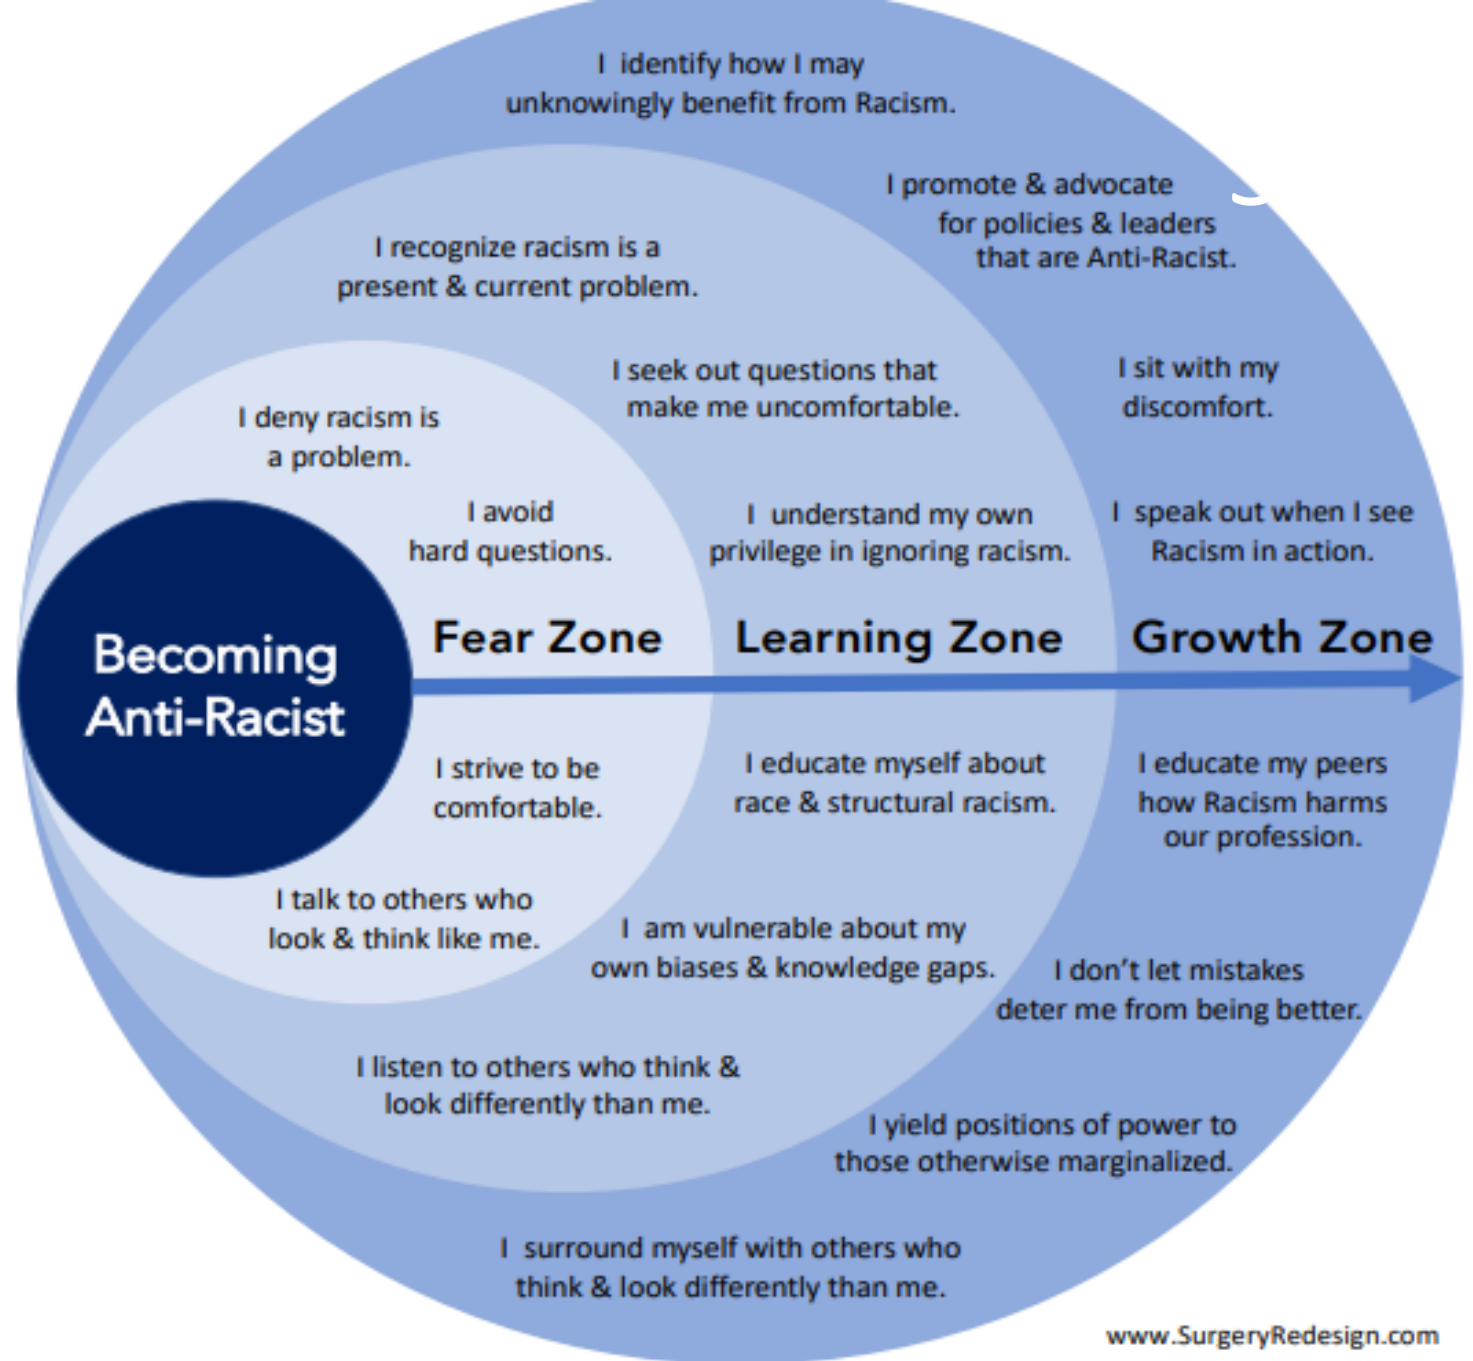 I identify how I may
unknowingly benefit from Racism.
I promote & advocate
for policies & leaders
that are Anti-Racist.
I recognize racism is a
present & current problem.
I seek out questions that
make me uncomfortable.
I sit with my
discomfort.
I deny racism is
a problem.
I avoid
hard questions.
I understand my own
privilege in ignoring racism.
I speak out when I see
Racism in action.
Becoming
Anti-Racist
Fear Zone
Learning Zone
Growth Zone
I strive to be
comfortable.
I educate myself about
race & structural racism.
I educate my peers
how Racism harms
our profession.
I talk to others who
look & think like me.
I am vulnerable about my
own biases & knowledge gaps.
I don’t let mistakes
deter me from being better.
I listen to others who think &
look differently than me.
I yield positions of power to
those otherwise marginalized.
I surround myself with others who
think & look differently than me.
www.SurgeryRedesign.com